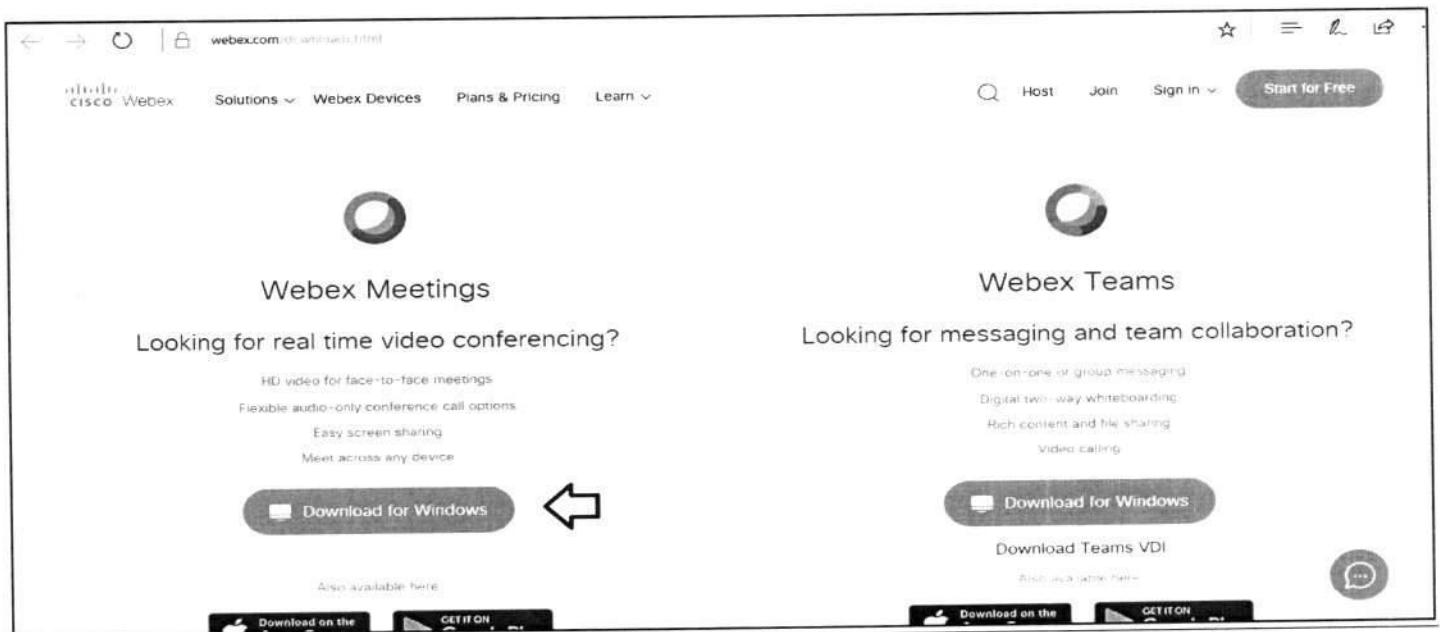 webex.com/downloads.html
cisco Webex Solutions Webex Devices Plans & Pricing Learn Host Join Sign in Start for Free
Webex Meetings
Looking for real time video conferencing?
HD video for face-to-face meetings
Flexible audio-only conference call options
Easy screen sharing
Meet across any device
Download for Windows
Also available here
Download on the
GET IT ON
Webex Teams
Looking for messaging and team collaboration?
One-on-one or group messaging
Digital two-way whiteboarding
Rich content and file sharing
Video calling
Download for Windows
Download Teams VDI
Also available here
Download on the
GET IT ON